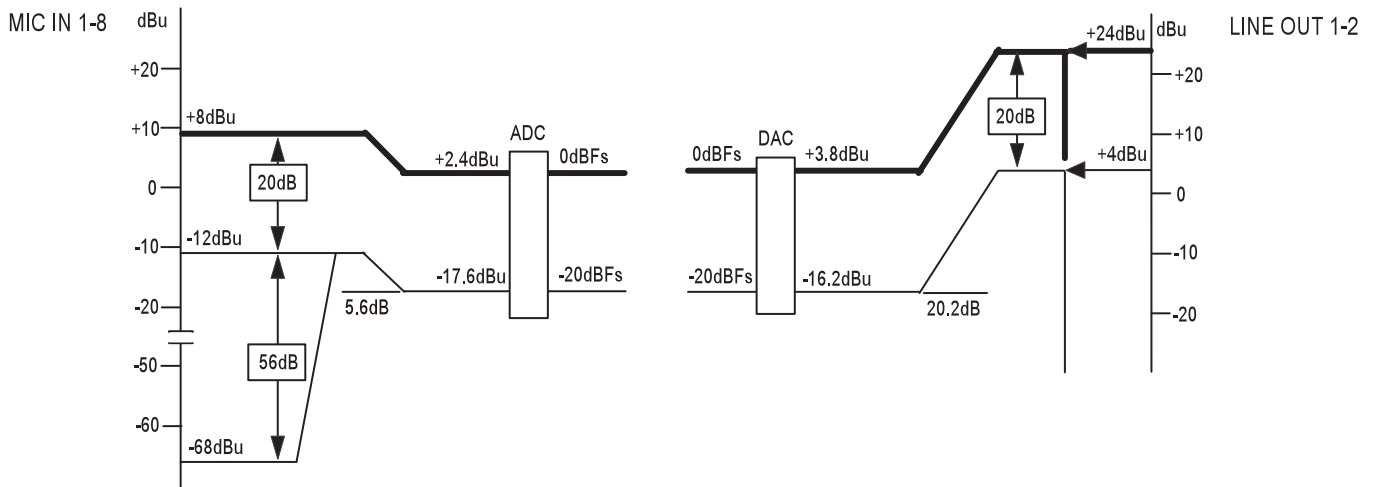 MIC IN 1-8
dBu
+20
+10
0
-10
-20
-50
-60
+8dBu
20dB
-12dBu
5.6dB
56dB
-68dBu
+2.4dBu
-17.6dBu
ADC
0dBFs
-20dBFs
0dBFs
-20dBFs
DAC
+3.8dBu
-16.2dBu
20.2dB
20dB
+24dBu
+4dBu
dBu
+20
+10
0
-10
-20
LINE OUT 1-2